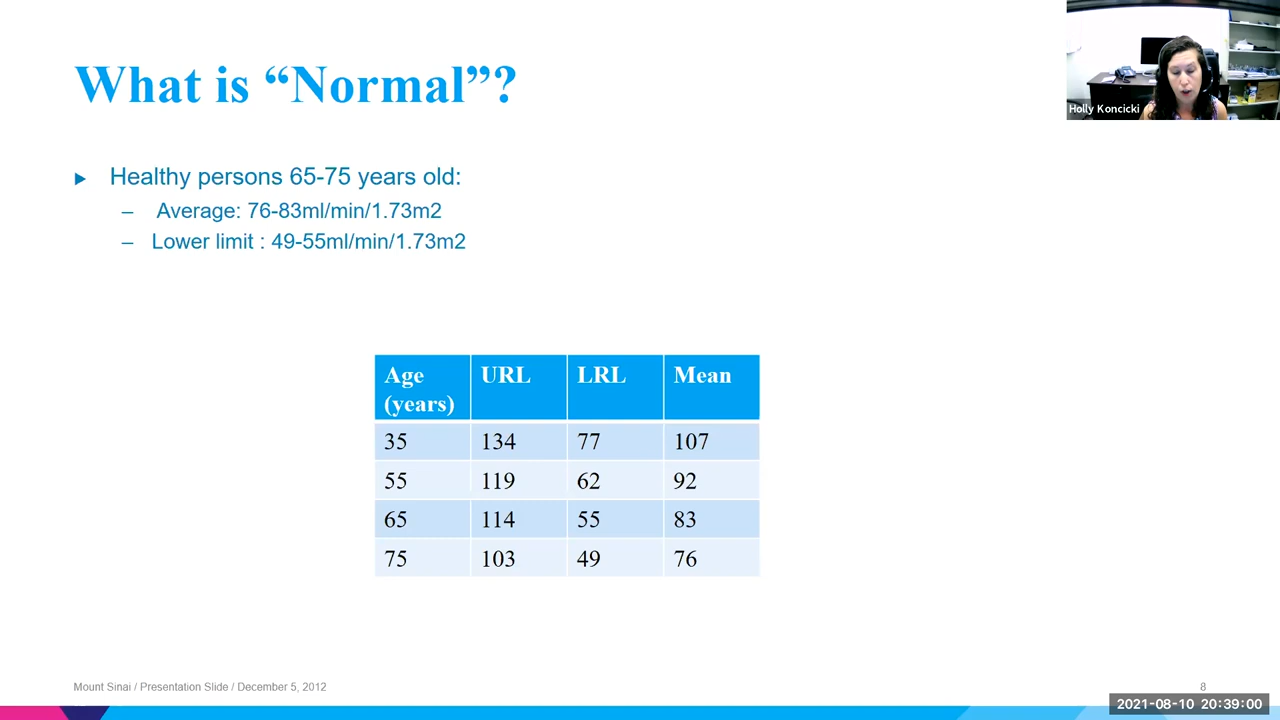 What is “Normal”?
Holly Koncicki
Healthy persons 65-75 years old:
– Average: 76-83ml/min/1.73m2
– Lower limit : 49-55ml/min/1.73m2
Age (years) URL LRL Mean
35 134 77 107
55 119 62 92
65 114 55 83
75 103 49 76
Mount Sinai / Presentation Slide / December 5, 2012
8
2021-08-10 20:39:00